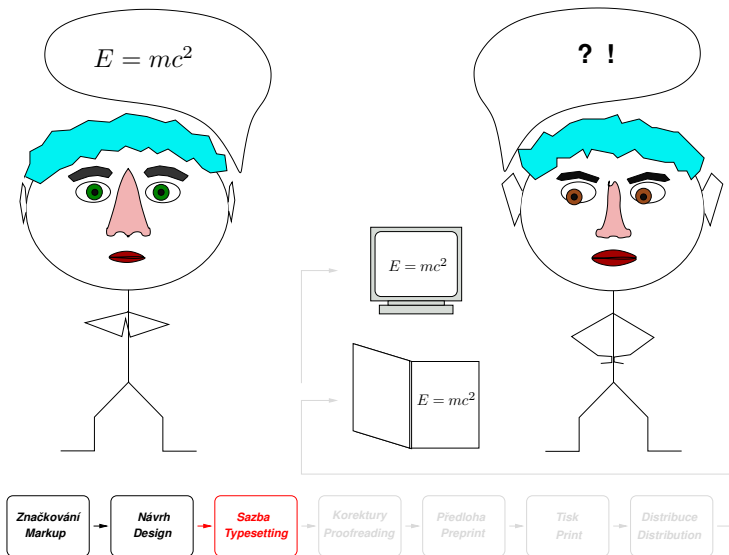 E = mc²
? !
E = mc²
E = mc²
Značkování
Markup
Návrh
Design
Sazba
Typesetting
Korektury
Proofreading
Předloha
Preprint
Tisk
Print
Distribuce
Distribution